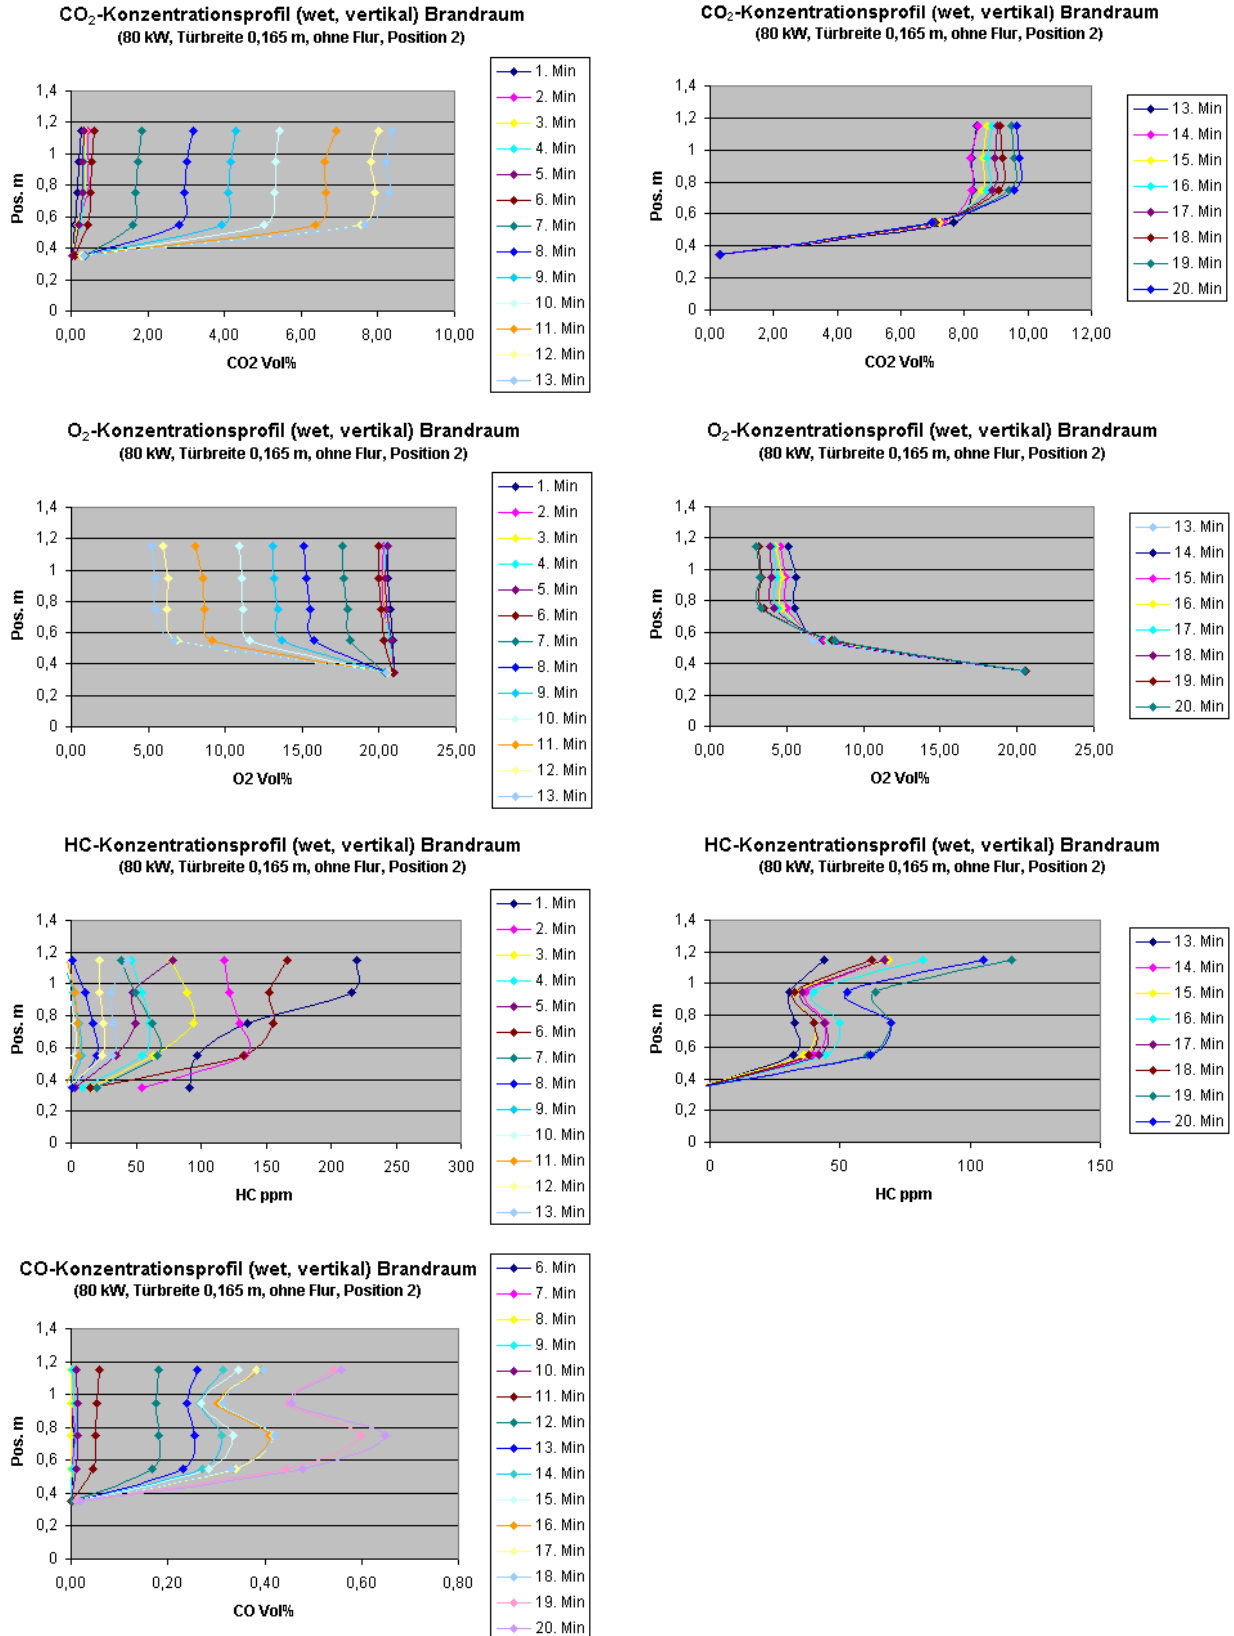 CO₂-Konzentrationsprofil (wet, vertikal) Brandraum
(80 kW, Türbreite 0,165 m, ohne Flur, Position 2)
Pos. m
1,4
1,2
1
0,8
0,6
0,4
0,2
0
0,00 2,00 4,00 6,00 8,00 10,00
CO2 Vol%
1. Min
2. Min
3. Min
4. Min
5. Min
6. Min
7. Min
8. Min
9. Min
10. Min
11. Min
12. Min
13. Min
CO₂-Konzentrationsprofil (wet, vertikal) Brandraum
(80 kW, Türbreite 0,165 m, ohne Flur, Position 2)
Pos. m
1,4
1,2
1
0,8
0,6
0,4
0,2
0
0,00 2,00 4,00 6,00 8,00 10,00 12,00
CO2 Vol%
13. Min
14. Min
15. Min
16. Min
17. Min
18. Min
19. Min
20. Min
O₂-Konzentrationsprofil (wet, vertikal) Brandraum
(80 kW, Türbreite 0,165 m, ohne Flur, Position 2)
Pos. m
1,4
1,2
1
0,8
0,6
0,4
0,2
0
0,00 5,00 10,00 15,00 20,00 25,00
O2 Vol%
1. Min
2. Min
3. Min
4. Min
5. Min
6. Min
7. Min
8. Min
9. Min
10. Min
11. Min
12. Min
13. Min
O₂-Konzentrationsprofil (wet, vertikal) Brandraum
(80 kW, Türbreite 0,165 m, ohne Flur, Position 2)
Pos. m
1,4
1,2
1
0,8
0,6
0,4
0,2
0
0,00 5,00 10,00 15,00 20,00 25,00
O2 Vol%
13. Min
14. Min
15. Min
16. Min
17. Min
18. Min
19. Min
20. Min
HC-Konzentrationsprofil (wet, vertikal) Brandraum
(80 kW, Türbreite 0,165 m, ohne Flur, Position 2)
Pos. m
1,4
1,2
1
0,8
0,6
0,4
0,2
0
0 50 100 150 200 250 300
HC ppm
1. Min
2. Min
3. Min
4. Min
5. Min
6. Min
7. Min
8. Min
9. Min
10. Min
11. Min
12. Min
13. Min
HC-Konzentrationsprofil (wet, vertikal) Brandraum
(80 kW, Türbreite 0,165 m, ohne Flur, Position 2)
Pos. m
1,4
1,2
1
0,8
0,6
0,4
0,2
0
0 50 100 150
HC ppm
13. Min
14. Min
15. Min
16. Min
17. Min
18. Min
19. Min
20. Min
CO-Konzentrationsprofil (wet, vertikal) Brandraum
(80 kW, Türbreite 0,165 m, ohne Flur, Position 2)
Pos. m
1,4
1,2
1
0,8
0,6
0,4
0,2
0
0,00 0,20 0,40 0,60 0,80
CO Vol%
6. Min
7. Min
8. Min
9. Min
10. Min
11. Min
12. Min
13. Min
14. Min
15. Min
16. Min
17. Min
18. Min
19. Min
20. Min